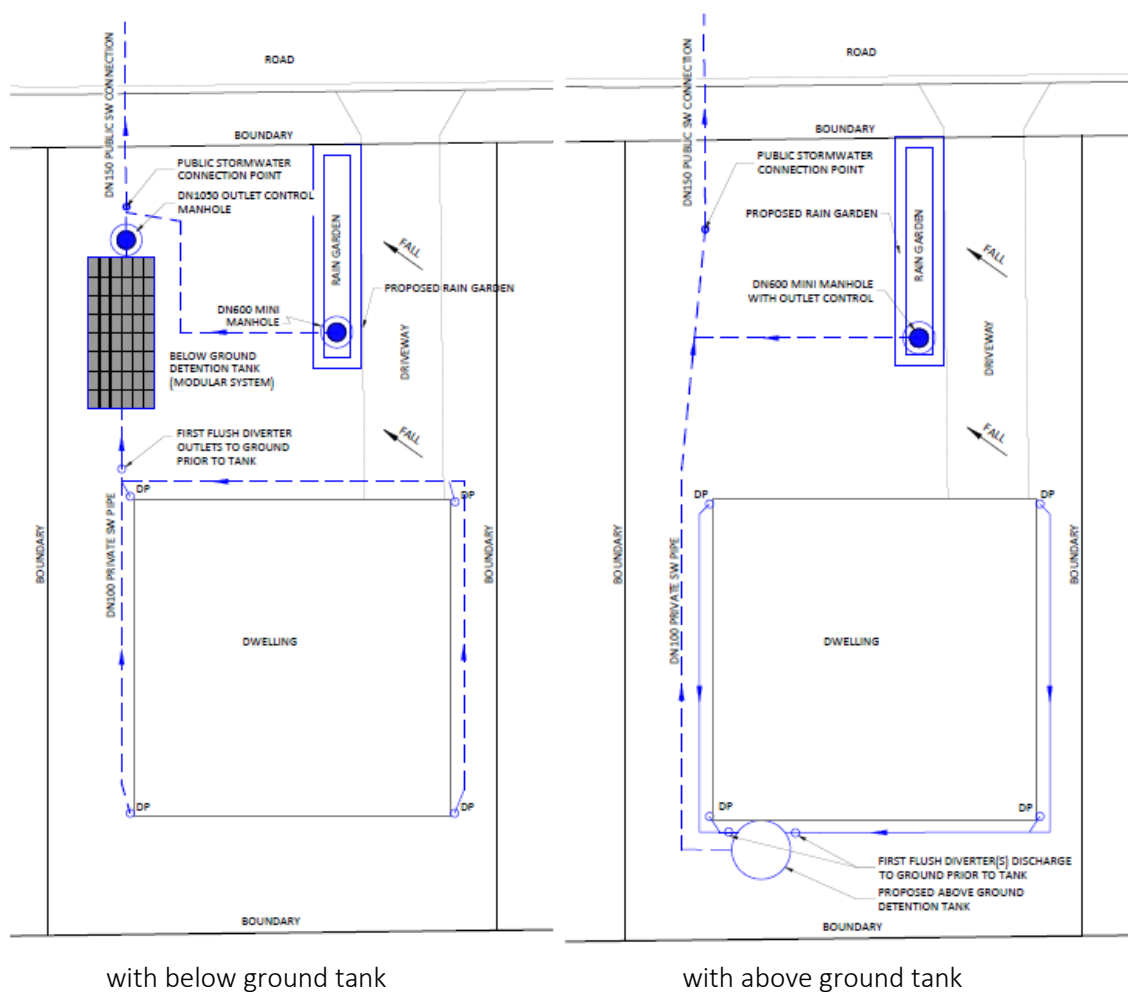 ROAD
DN150 PUBLIC SW CONNECTION
BOUNDARY
PUBLIC STORMWATER
CONNECTION POINT
DN1050 OUTLET CONTROL
MANHOLE
RAIN GARDEN
FALL
PROPOSED RAIN GARDEN
DN600 MINI
MANHOLE
DRIVEWAY
BELOW GROUND
DETENTION TANK
(MODULAR SYSTEM)
FIRST FLUSH DIVERTER
OUTLETS TO GROUND
PRIOR TO TANK
FALL
DP
DP
DN100 PRIVATE SW PIPE
BOUNDARY
BOUNDARY
DWELLING
DP
DP
BOUNDARY
with below ground tank
ROAD
DN150 PUBLIC SW CONNECTION
BOUNDARY
PUBLIC STORMWATER
CONNECTION POINT
PROPOSED RAIN GARDEN
RAIN GARDEN
FALL
DN600 MINI MANHOLE
WITH OUTLET CONTROL
DRIVEWAY
FALL
DP
DP
BOUNDARY
DN100 PRIVATE SW PIPE
BOUNDARY
DWELLING
DP
DP
FIRST FLUSH DIVERTER(S) DISCHARGE
TO GROUND PRIOR TO TANK
PROPOSED ABOVE GROUND
DETENTION TANK
BOUNDARY
with above ground tank